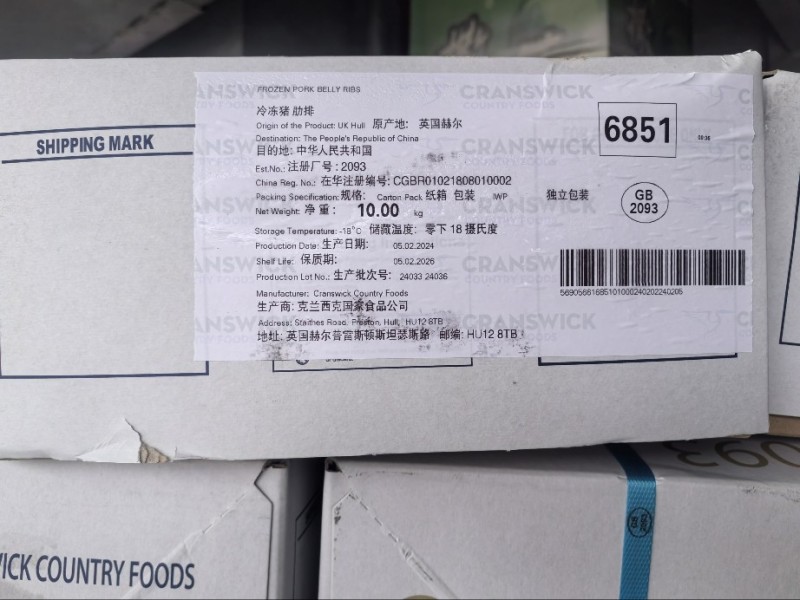 SHIPPING MARK
FROZEN PORK BELLY RIBS
冷冻猪 肋排
Origin of the Product: UK Hull 原产地: 英国赫尔
Destination: The People's Republic of China
目的地: 中华人民共和国
Est.No.: 注册厂号: 2093
China Reg. No.: 在华注册编号: CGBR01021808010002
Packing Specification: 规格: Carton Pack 纸箱 包装 IWP 独立包装
Net Weight: 净 重: 10.00 kg
Storage Temperature: -18°C 储藏温度: 零下 18 摄氏度
Production Date: 生产日期: 05.02.2024
Shelf Life: 保质期: 05.02.2026
Production Lot No.: 生产批次号: 24033 24036
Manufacturer: Cranswick Country Foods
生产商: 克兰西克国家食品公司
Address: Staithes Road, Preston, Hull, HU12 8TB
地址: 英国赫尔普雷斯顿斯坦瑟斯路 邮编: HU12 8TB
6851
GB
2093
CRANSWICK
COUNTRY FOODS
WICK COUNTRY FOODS